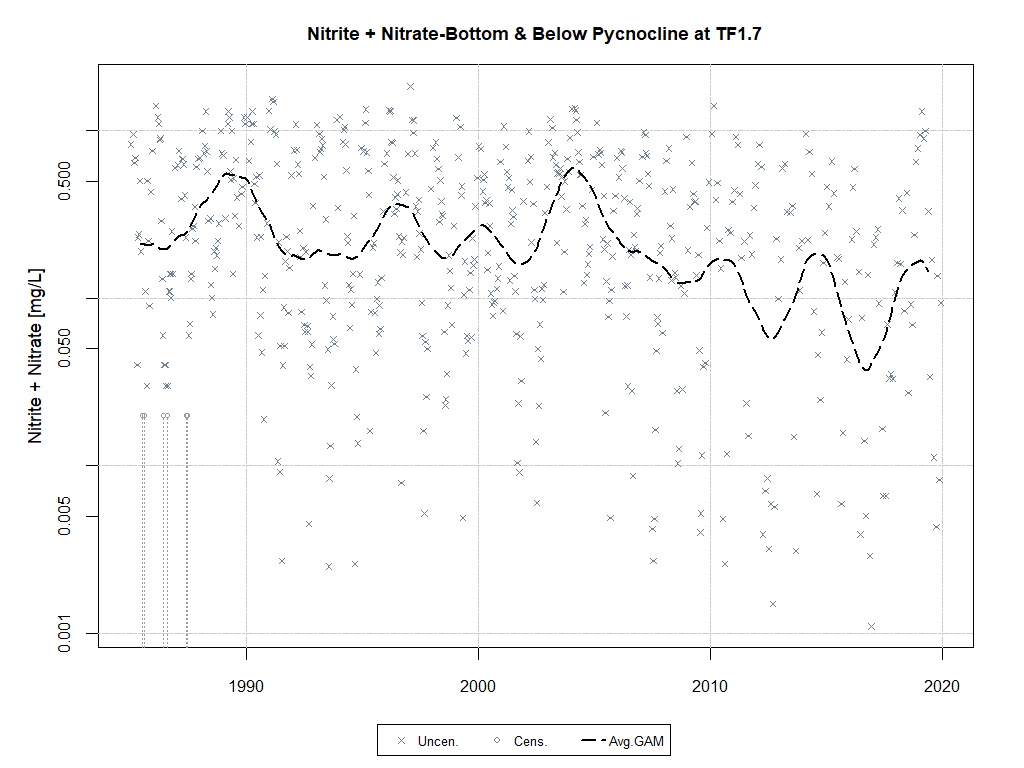 Nitrite + Nitrate-Bottom & Below Pycnocline at TF1.7
Nitrite + Nitrate [mg/L]
0.500
0.050
0.005
0.001
1990
2000
2010
2020
Uncen.
Cens.
Avg.GAM